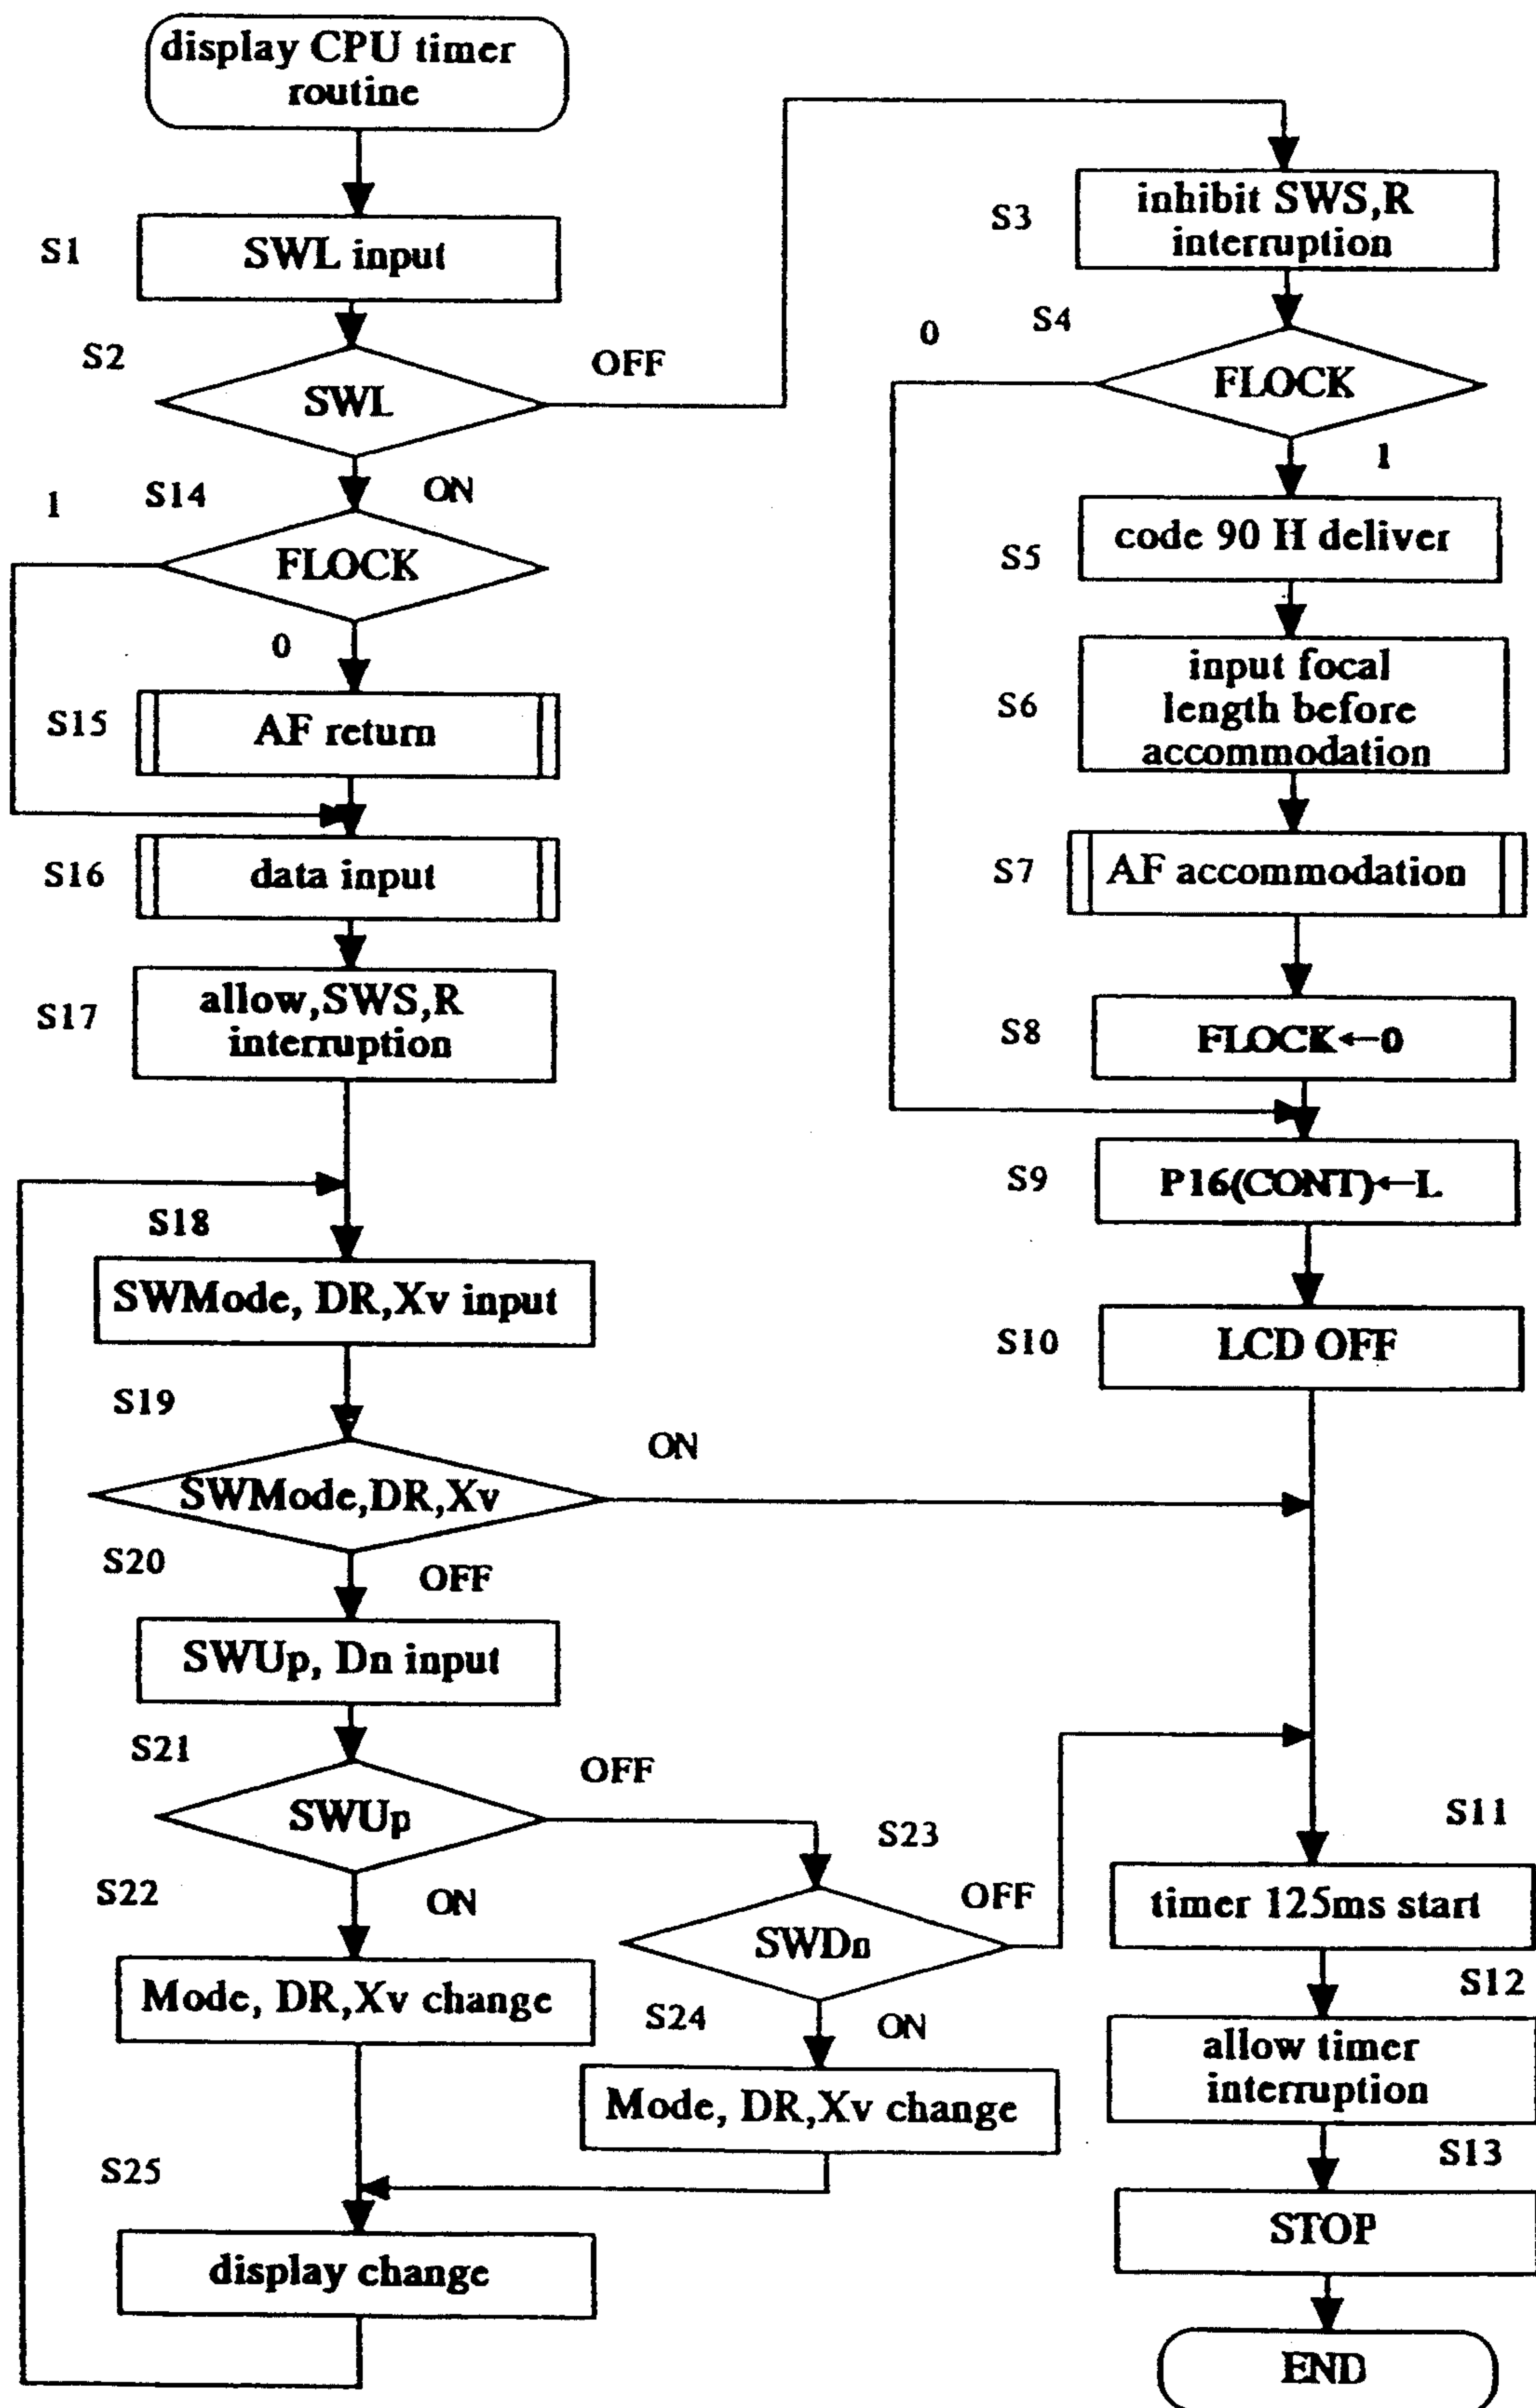 display CPU timer
routine
S1
SWL input
S2
SWL
OFF
ON
S14
1
FLOCK
0
S15
AF return
S16
data input
S17
allow,SWS,R
interruption
S18
SWMode, DR,Xv input
S19
SWMode,DR,Xv
ON
S20
OFF
SWUp, Dn input
S21
SWUp
OFF
S22
ON
Mode, DR,Xv change
S23
SWDn
OFF
S24
ON
Mode, DR,Xv change
S25
display change
S3
inhibit SWS,R
interruption
S4
0
FLOCK
1
S5
code 90 H deliver
S6
input focal
length before
accommodation
S7
AF accommodation
S8
FLOCK←0
S9
P16(CONT)←L
S10
LCD OFF
S11
timer 125ms start
S12
allow timer
interruption
S13
STOP
END